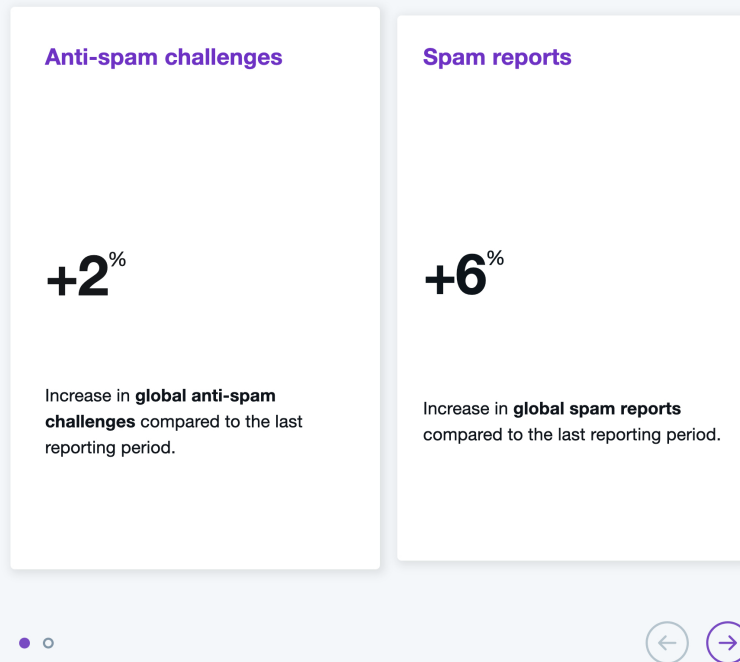 Anti-spam challenges
+2%
Increase in global anti-spam
challenges compared to the last
reporting period.
Spam reports
+6%
Increase in global spam reports
compared to the last reporting period.